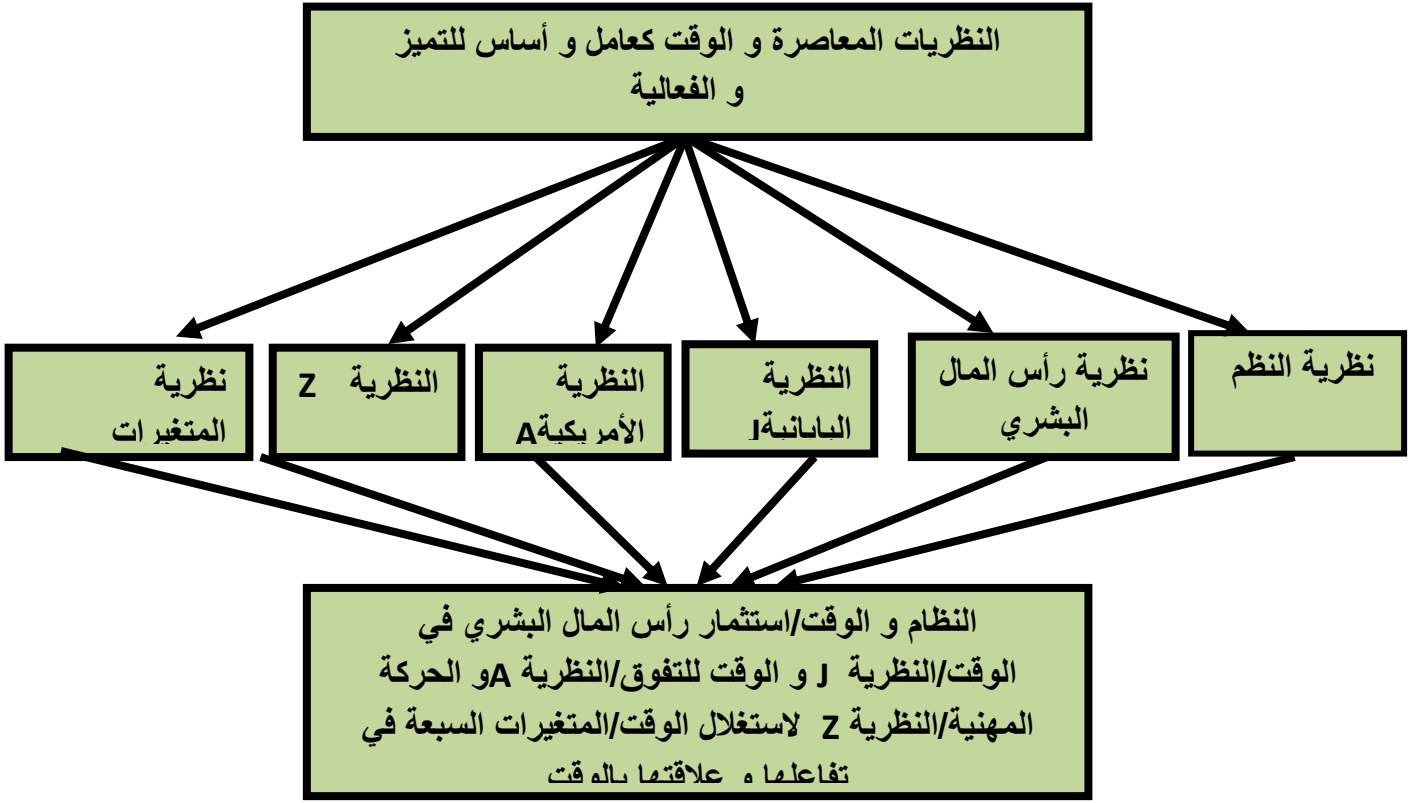 النظريات المعاصرة و الوقت كعامل و أساس للتميز
و الفعالية
نظرية النظم
نظرية رأس المال
البشري
النظرية
اليابانيةJ
النظرية
الأمريكيةA
النظرية Z
نظرية
المتغيرات
النظام و الوقت/استثمار رأس المال البشري في
الوقت/النظرية J و الوقت للتفوق/النظرية Aو الحركة
المهنية/النظرية Z لاستغلال الوقت/المتغيرات السبعة في
تفاعلها و علاقتها بالوقت